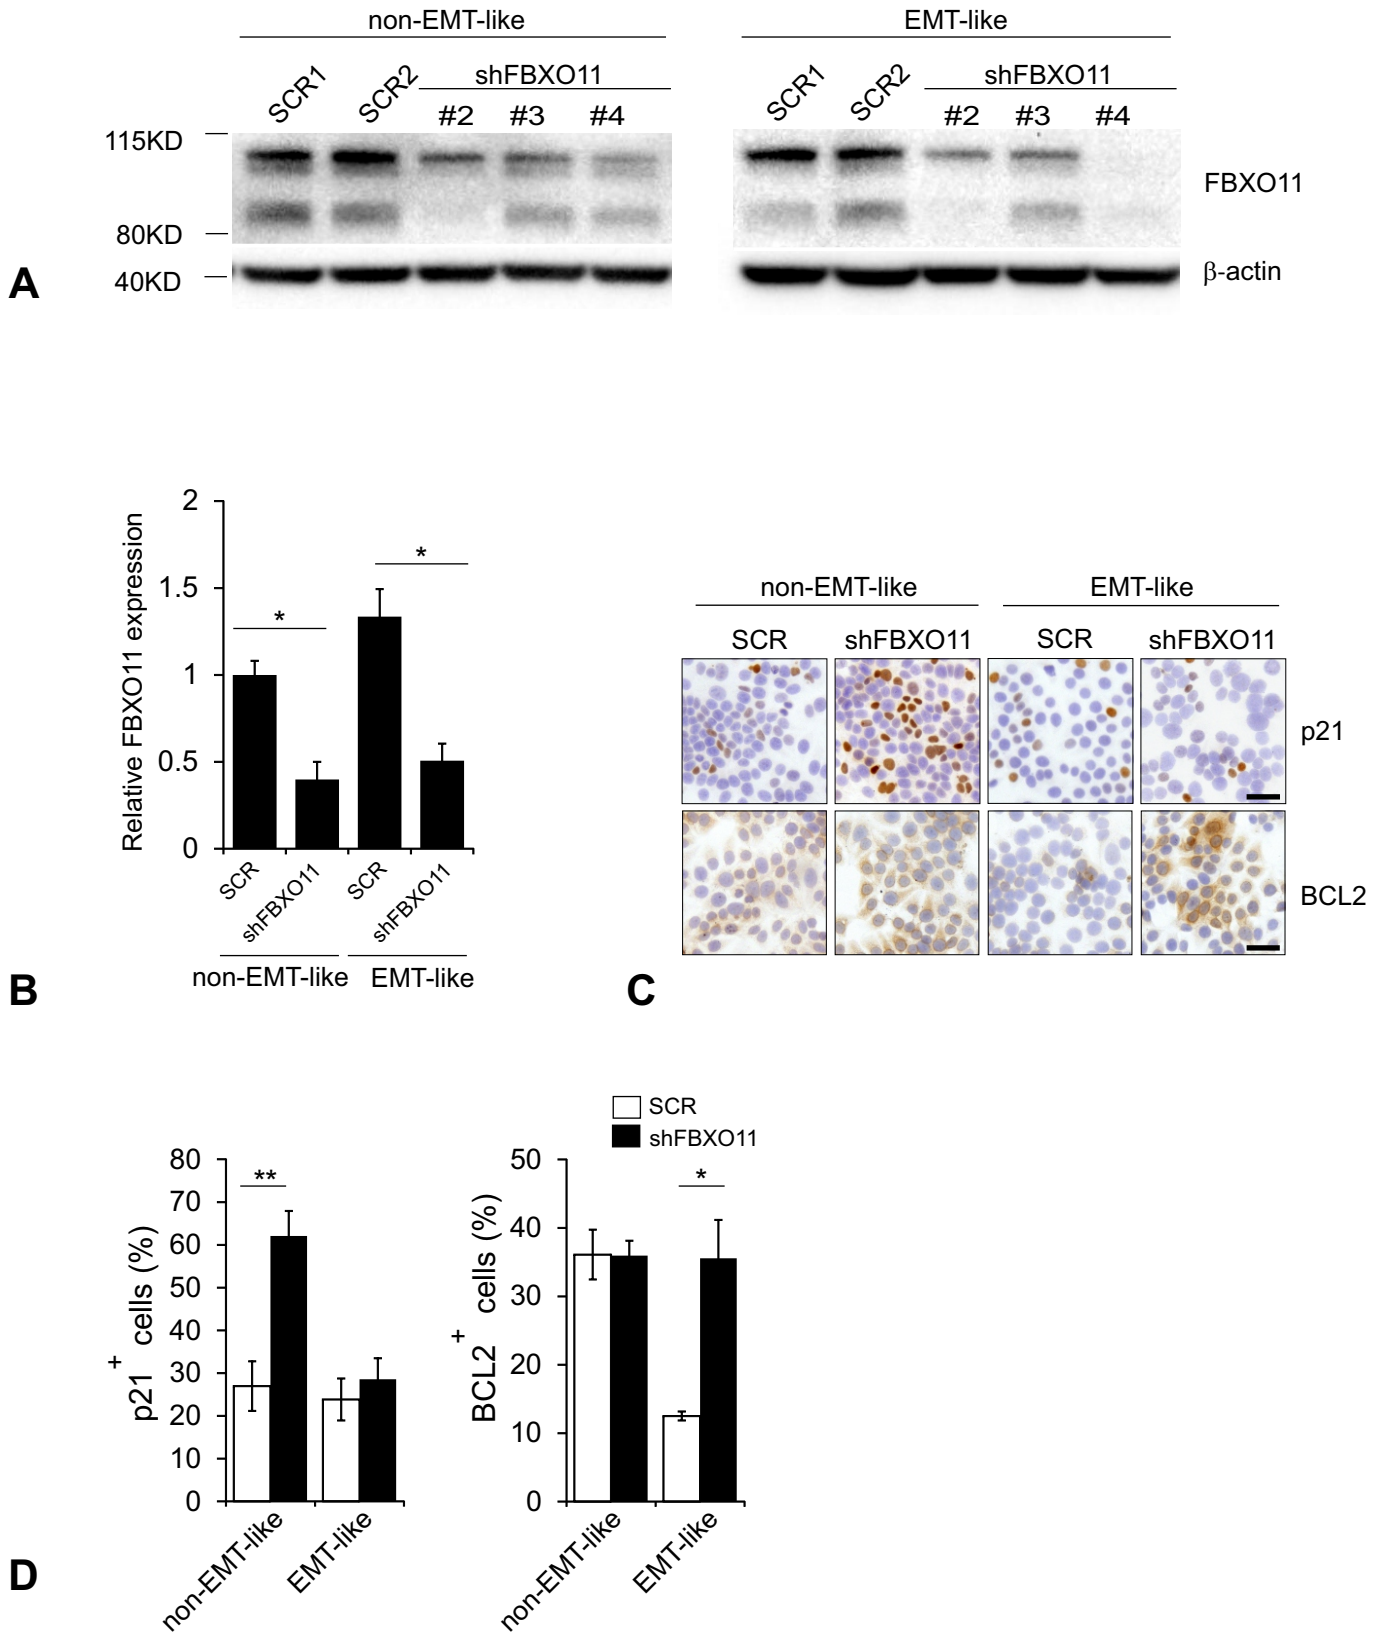 non-EMT-like EMT-like
SCR1 SCR2 shFBXO11 SCR1 SCR2 shFBXO11
#2 #3 #4 #2 #3 #4
115KD
FBXO11
80KD
40KD β-actin
A
Relative FBXO11 expression
2
1.5
1
0.5
0
* *
SCR shFBXO11 SCR shFBXO11
non-EMT-like EMT-like
B
non-EMT-like EMT-like
SCR shFBXO11 SCR shFBXO11
p21
BCL2
C
SCR
shFBXO11
p21+ cells (%)
80
70
60
50
40
30
20
10
0
**
non-EMT-like EMT-like
BCL2+ cells (%)
50
40
30
20
10
0
*
non-EMT-like EMT-like
D